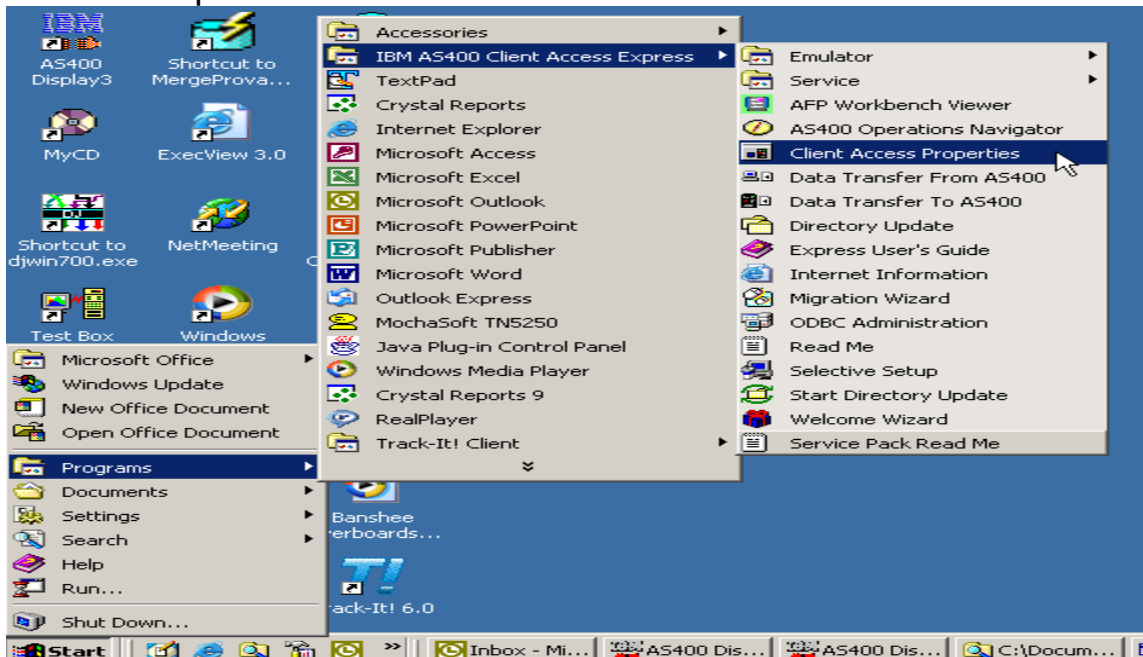 IBM
AS400
Display3
Shortcut to
MergeProva...
MyCD
ExecView 3.0
DJ
Shortcut to
djwin700.exe
NetMeeting
Test Box
Windows
Microsoft Office
Windows Update
New Office Document
Open Office Document
Programs
Documents
Settings
Search
Help
Run...
Shut Down...
Accessories
IBM AS400 Client Access Express
TextPad
Crystal Reports
Internet Explorer
Microsoft Access
Microsoft Excel
Microsoft Outlook
Microsoft PowerPoint
Microsoft Publisher
Microsoft Word
Outlook Express
MochaSoft TN5250
Java Plug-in Control Panel
Windows Media Player
Crystal Reports 9
RealPlayer
Track-It! Client
Emulator
Service
AFP Workbench Viewer
AS400 Operations Navigator
Client Access Properties
Data Transfer From AS400
Data Transfer To AS400
Directory Update
Express User's Guide
Internet Information
Migration Wizard
ODBC Administration
Read Me
Selective Setup
Start Directory Update
Welcome Wizard
Service Pack Read Me
Banshee
erboards...
T!
ack-It! 6.0
Start
Inbox - Mi...
AS400 Dis...
AS400 Dis...
C:\Docum...